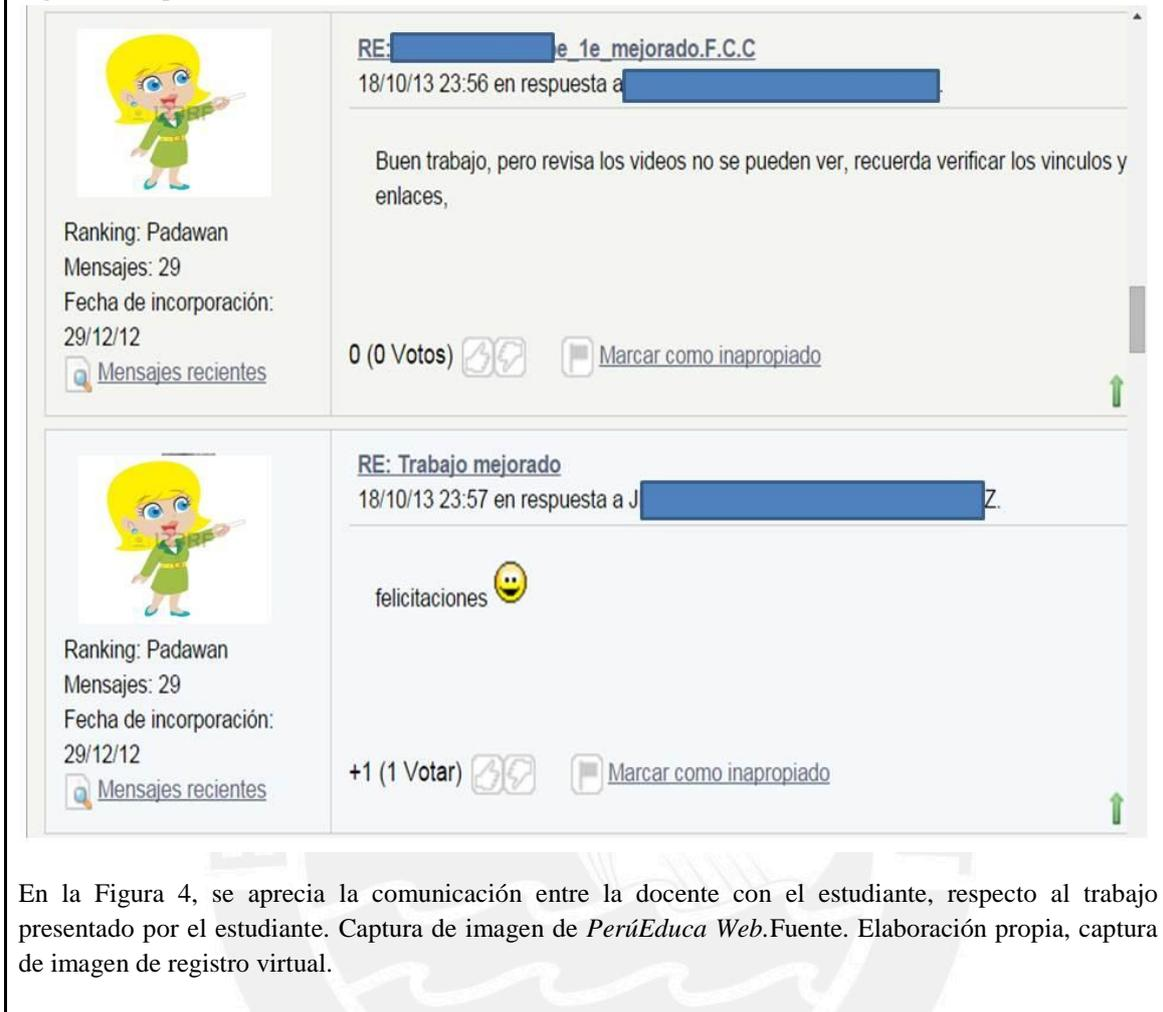 RE: e_1e_mejorado.F.C.C
18/10/13 23:56 en respuesta a .
Buen trabajo, pero revisa los videos no se pueden ver, recuerda verificar los vinculos y
enlaces,
Ranking: Padawan
Mensajes: 29
Fecha de incorporación:
29/12/12
Mensajes recientes
0 (0 Votos)
Marcar como inapropiado
RE: Trabajo mejorado
18/10/13 23:57 en respuesta a J Z.
felicitaciones
Ranking: Padawan
Mensajes: 29
Fecha de incorporación:
29/12/12
Mensajes recientes
+1 (1 Votar)
Marcar como inapropiado
En la Figura 4, se aprecia la comunicación entre la docente con el estudiante, respecto al trabajo
presentado por el estudiante. Captura de imagen de PerúEduca Web.Fuente. Elaboración propia, captura
de imagen de registro virtual.